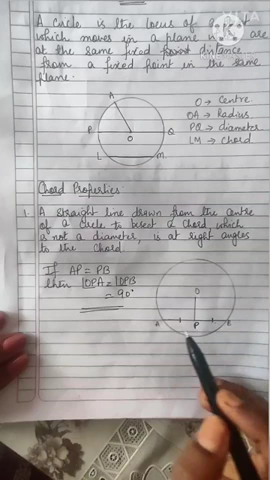 A circle is the locus of a point
which moves in a plane are
at the same fixed distance
from a fixed point in the same
plane.
A
P
Q
O
L
M
O → Centre
OA → Radius
PQ → diameter
LM → Chord
Chord Properties
1. A straight line drawn from the centre
of a circle to bisect a chord which
is not a diameter, is at right angles
to the chord.
If AP = PB
then ∠OPA = ∠OPB
= 90°
O
A
P
B